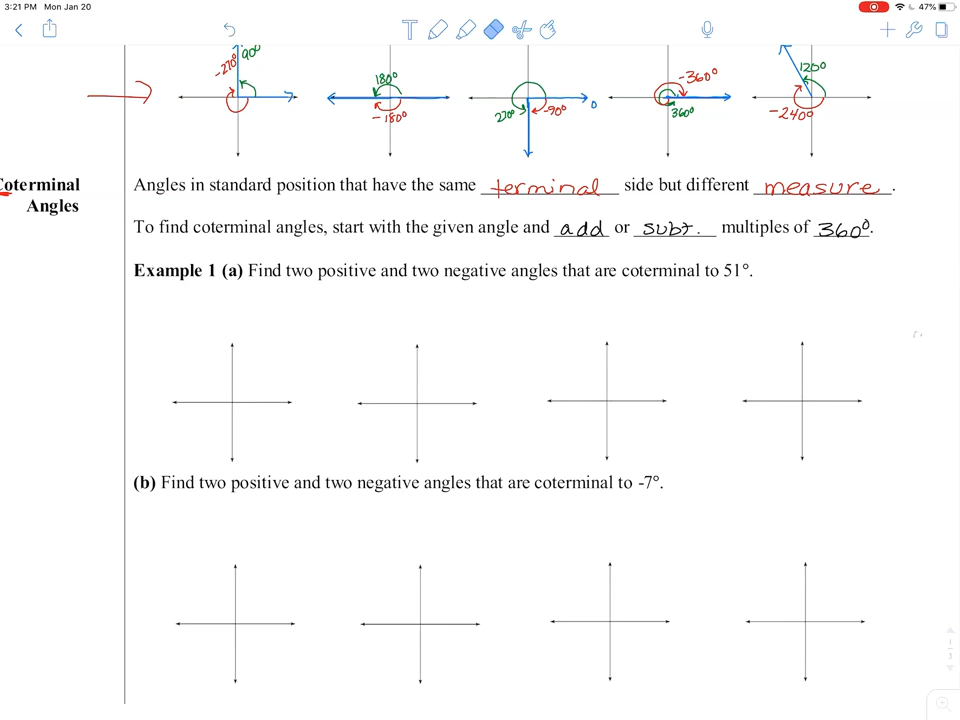 3:21 PM Mon Jan 20
47%
T
90° -270°
180° -180°
270° -90° 0
-360° 360°
120° -240°
Coterminal Angles in standard position that have the same terminal side but different measure.
Angles
To find coterminal angles, start with the given angle and add or subt. multiples of 360°.
Example 1 (a) Find two positive and two negative angles that are coterminal to 51°.
(b) Find two positive and two negative angles that are coterminal to -7°.
1
3